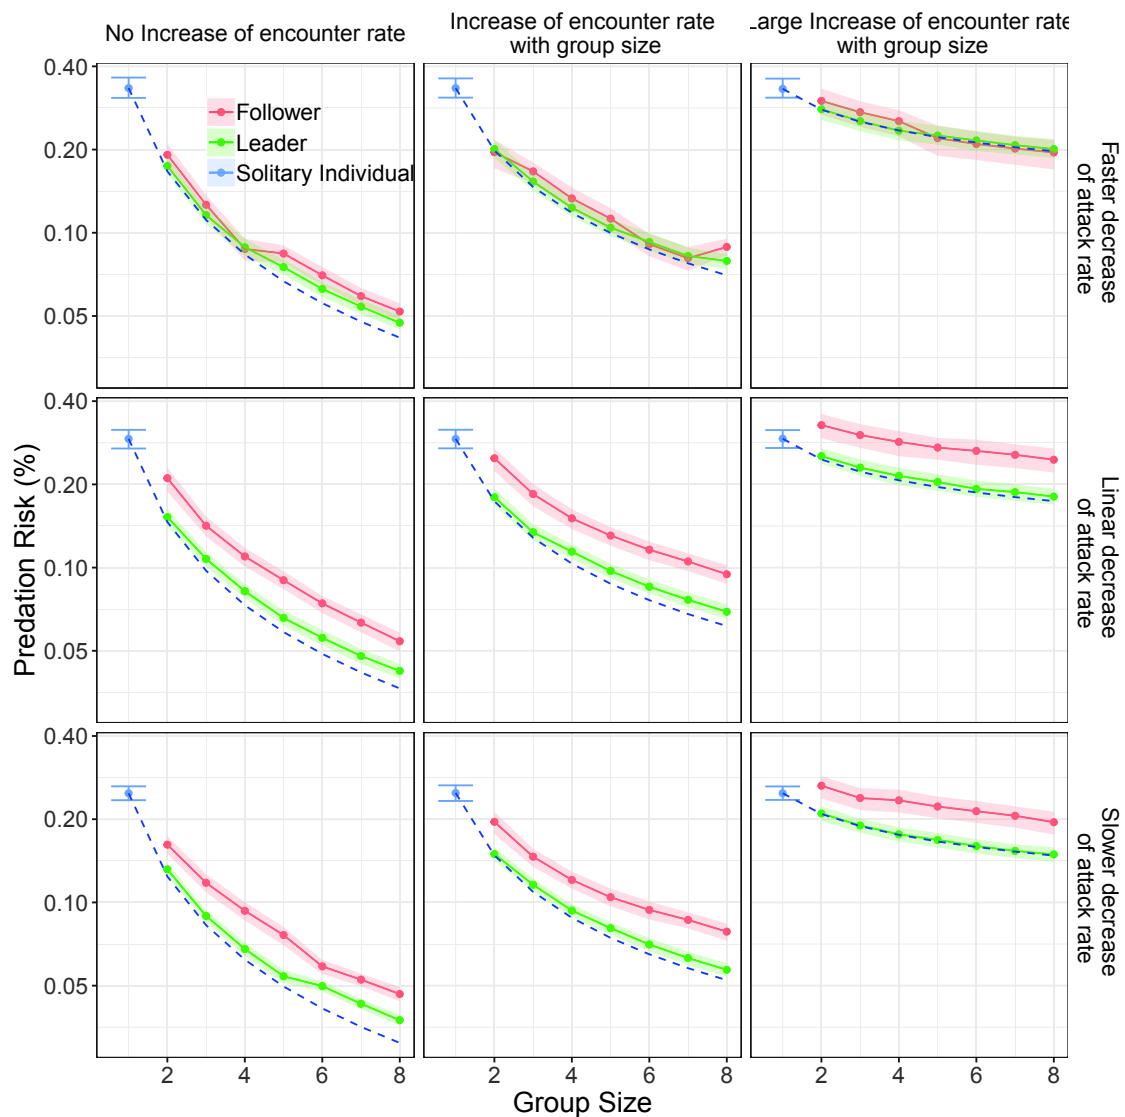 No Increase of encounter rate
Increase of encounter rate
with group size
Large Increase of encounter rate
with group size
0.40
0.20
0.10
0.05
Follower
Leader
Solitary Individual
Faster decrease
of attack rate
0.40
0.20
0.10
0.05
Linear decrease
of attack rate
0.40
0.20
0.10
0.05
Slower decrease
of attack rate
Predation Risk (%)
2 4 6 8
2 4 6 8
2 4 6 8
Group Size